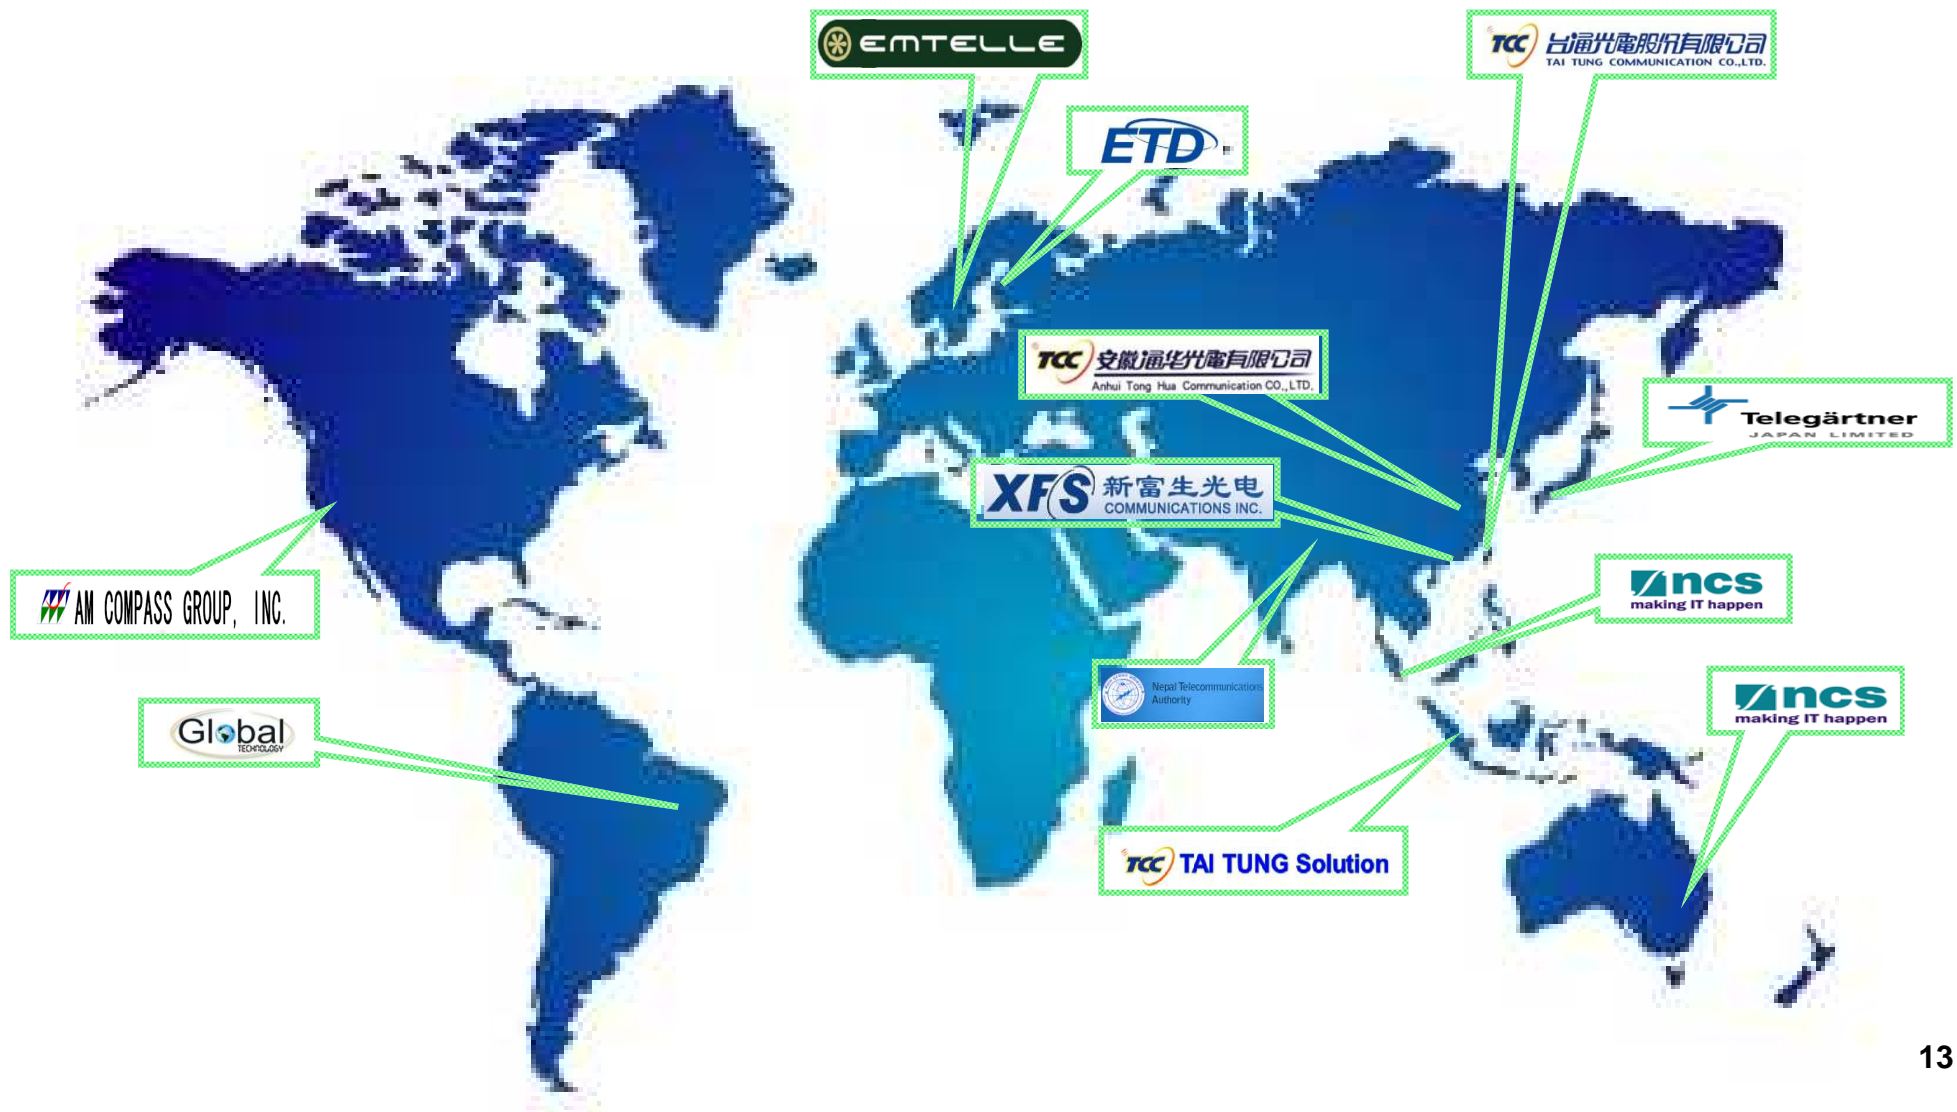 EMTELLE
TCC 台通光電股份有限公司
TAI TUNG COMMUNICATION CO.,LTD.
ETD
TCC 安徽通华光電有限公司
Anhui Tong Hua Communication CO.,LTD.
Telegärtner
JAPAN LIMITED
XFS 新富生光电
COMMUNICATIONS INC.
AM COMPASS GROUP, INC.
ncs
making IT happen
Nepal Telecommunications
Authority
ncs
making IT happen
Global
TECHNOLOGY
TCC TAI TUNG Solution
13